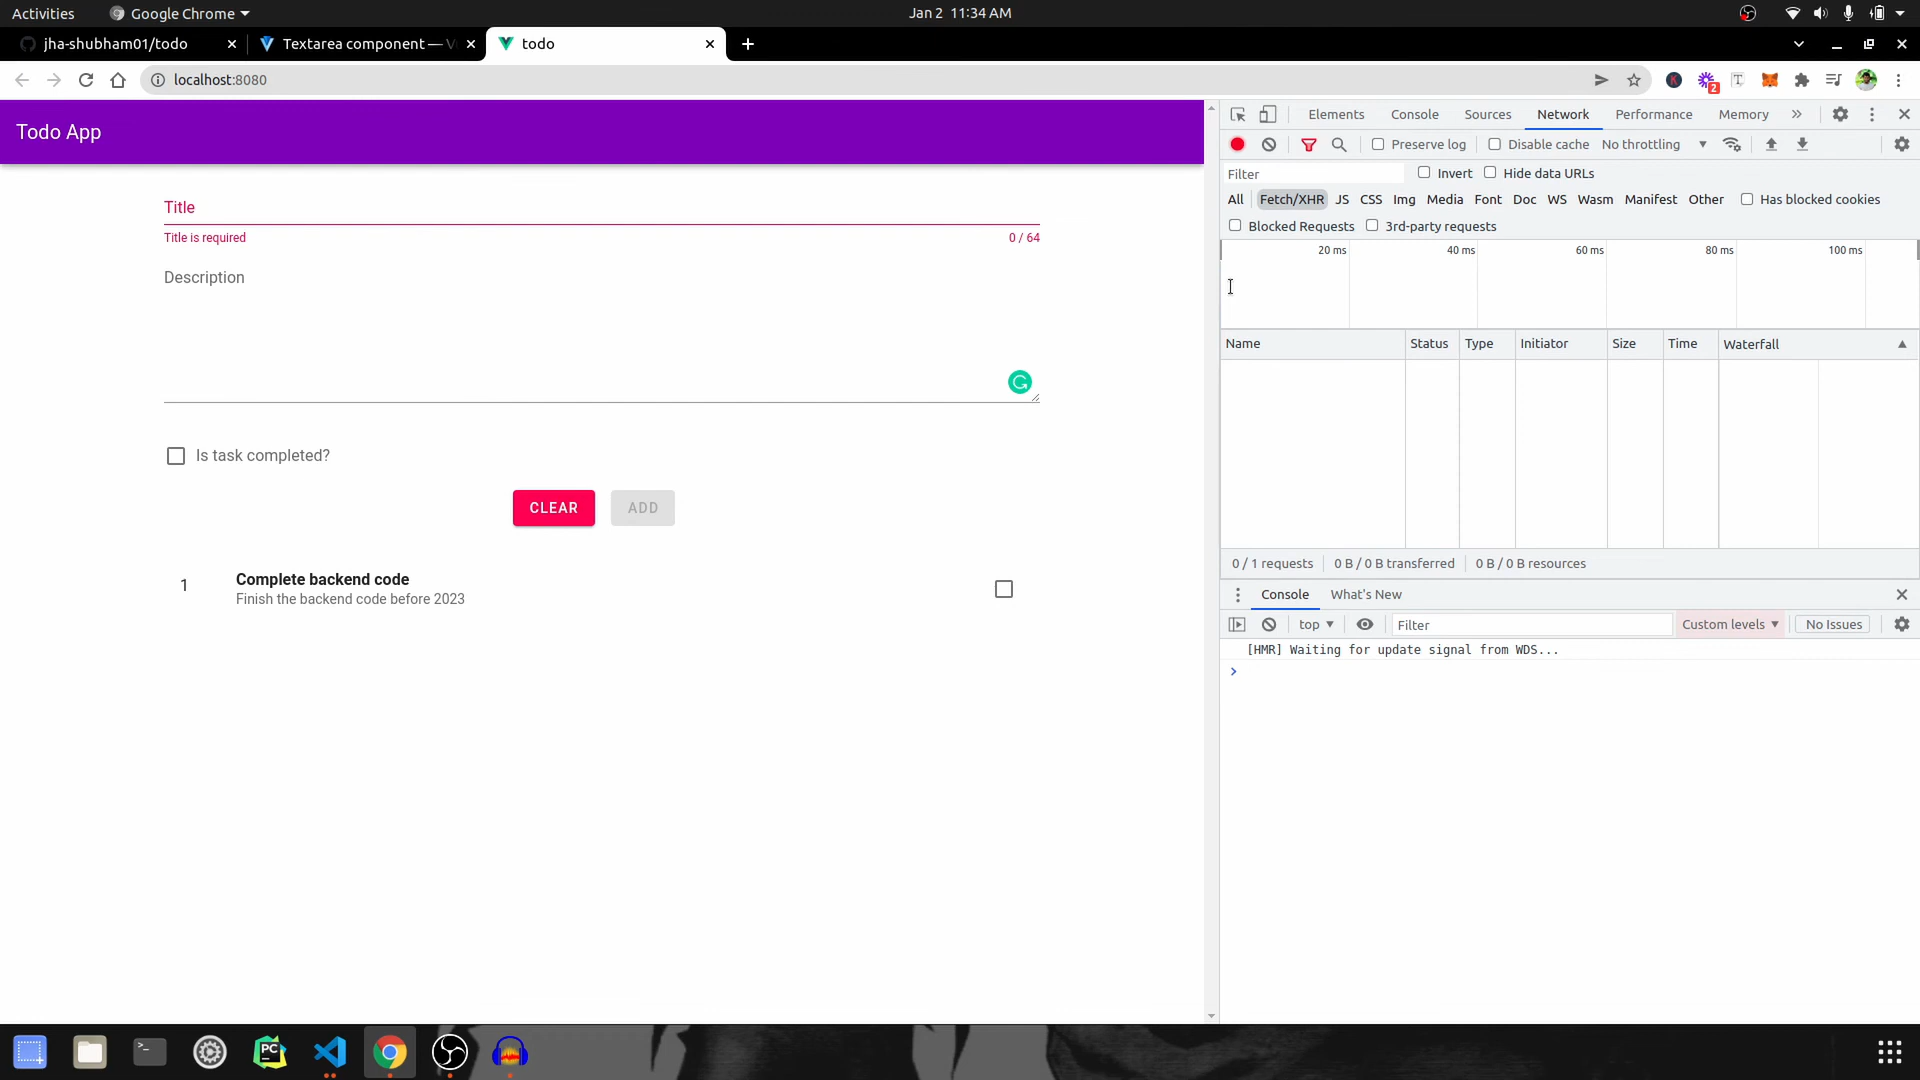 Activities
Google Chrome
Jan 2 11:34 AM
jha-shubham01/todo
Textarea component —
todo
localhost:8080
2
Todo App
Title
Title is required
0 / 64
Description
Is task completed?
CLEAR
ADD
1
Complete backend code
Finish the backend code before 2023
Elements
Console
Sources
Network
Performance
Memory
Preserve log
Disable cache
No throttling
Filter
Invert
Hide data URLs
All
Fetch/XHR
JS
CSS
Img
Media
Font
Doc
WS
Wasm
Manifest
Other
Has blocked cookies
Blocked Requests
3rd-party requests
20 ms
40 ms
60 ms
80 ms
100 ms
Name
Status
Type
Initiator
Size
Time
Waterfall
0 / 1 requests
0 B / 0 B transferred
0 B / 0 B resources
Console
What's New
top
Filter
Custom levels
No Issues
[HMR] Waiting for update signal from WDS...
PC